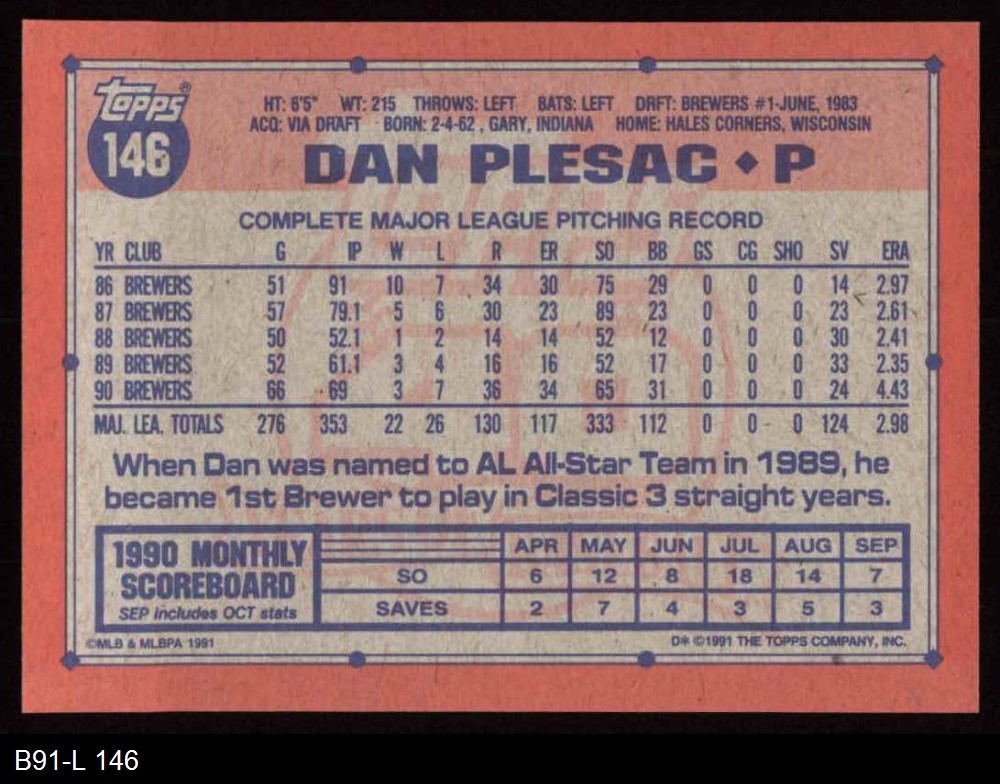 Topps®
146
HT: 6'5" WT: 215 THROWS: LEFT BATS: LEFT DRFT: BREWERS #1-JUNE, 1983
ACQ: VIA DRAFT BORN: 2-4-62 , GARY, INDIANA HOME: HALES CORNERS, WISCONSIN
DAN PLESAC ♦ P
COMPLETE MAJOR LEAGUE PITCHING RECORD
YR CLUB G IP W L R ER SO BB GS CG SHO SV ERA
86 BREWERS 51 91 10 7 34 30 75 29 0 0 0 14 2.97
87 BREWERS 57 79.1 5 6 30 23 89 23 0 0 0 23 2.61
88 BREWERS 50 52.1 1 2 14 14 52 12 0 0 0 30 2.41
89 BREWERS 52 61.1 3 4 16 16 52 17 0 0 0 33 2.35
90 BREWERS 66 69 3 7 36 34 65 31 0 0 0 24 4.43
MAJ. LEA. TOTALS 276 353 22 26 130 117 333 112 0 0 0 124 2.98
When Dan was named to AL All-Star Team in 1989, he
became 1st Brewer to play in Classic 3 straight years.
1990 MONTHLY
SCOREBOARD
SEP includes OCT stats
APR MAY JUN JUL AUG SEP
SO 6 12 8 18 14 7
SAVES 2 7 4 3 5 3
©MLB & MLBPA 1991
D* ©1991 THE TOPPS COMPANY, INC.
B91-L 146